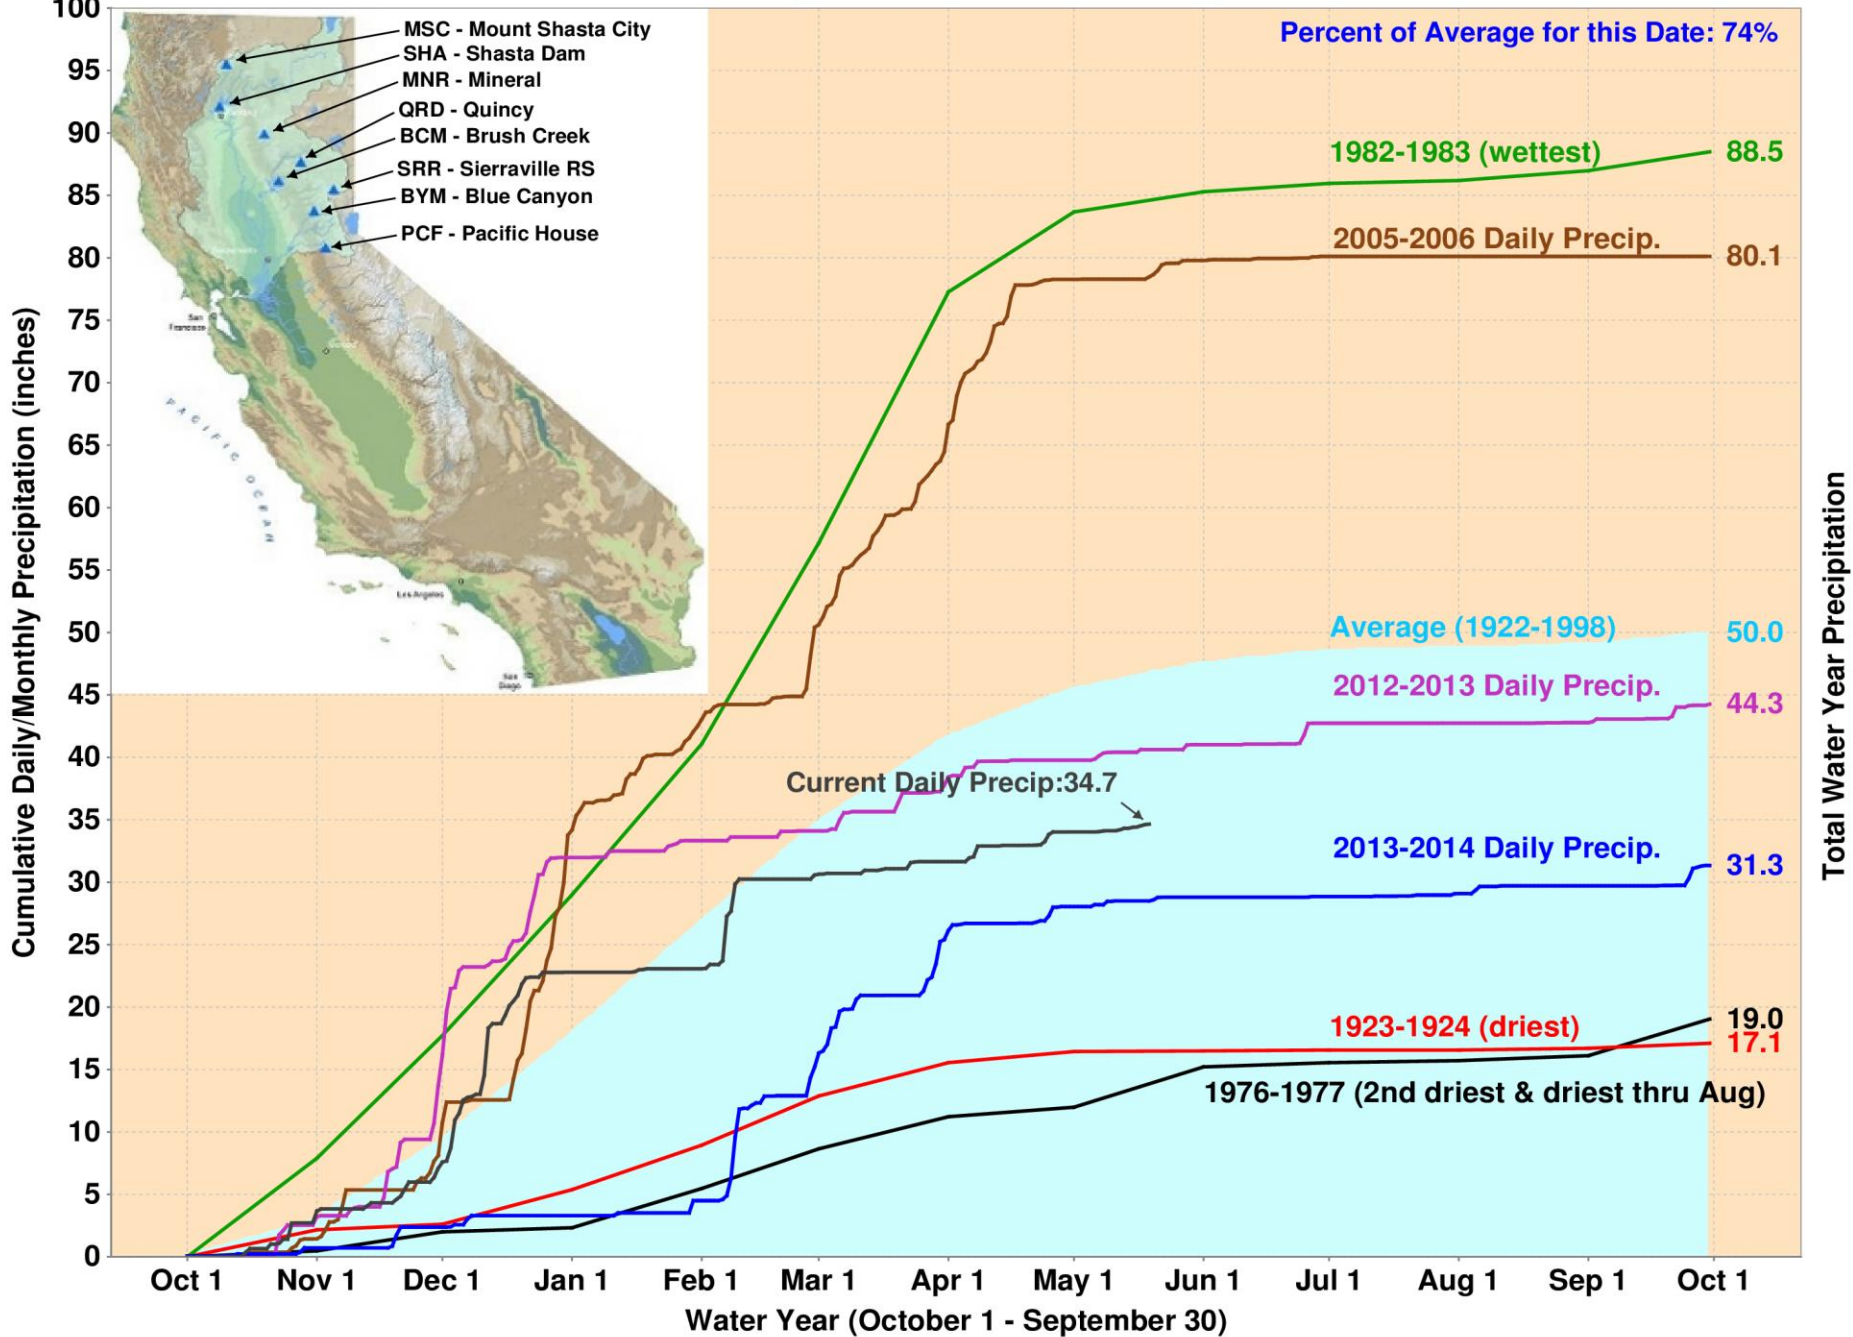 Percent of Average for this Date: 74%
MSC - Mount Shasta City
SHA - Shasta Dam
MNR - Mineral
QRD - Quincy
BCM - Brush Creek
SRR - Sierraville RS
BYM - Blue Canyon
PCF - Pacific House
San
Francisco
PACIFIC OCEAN
Los Angeles
San
Diego
Cumulative Daily/Monthly Precipitation (inches)
100
95
90
85
80
75
70
65
60
55
50
45
40
35
30
25
20
15
10
5
0
1982-1983 (wettest)
88.5
2005-2006 Daily Precip.
80.1
Average (1922-1998)
50.0
2012-2013 Daily Precip.
44.3
Current Daily Precip:34.7
2013-2014 Daily Precip.
31.3
1923-1924 (driest)
19.0
17.1
1976-1977 (2nd driest & driest thru Aug)
Total Water Year Precipitation
Oct 1 Nov 1 Dec 1 Jan 1 Feb 1 Mar 1 Apr 1 May 1 Jun 1 Jul 1 Aug 1 Sep 1 Oct 1
Water Year (October 1 - September 30)